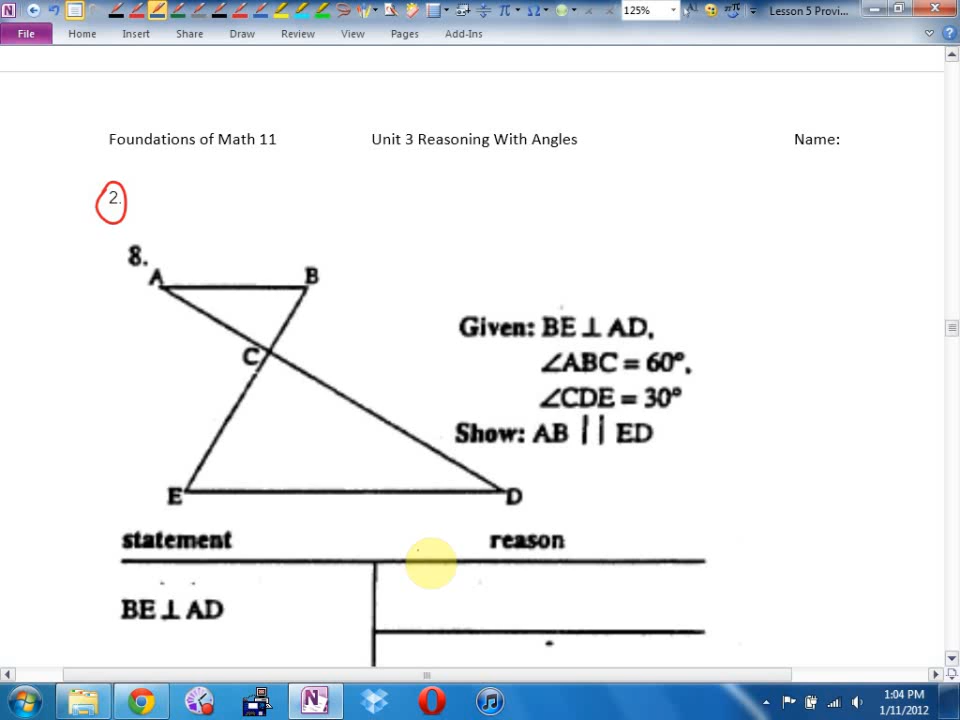 125% Lesson 5 Provi...
File Home Insert Share Draw Review View Pages Add-Ins
Foundations of Math 11 Unit 3 Reasoning With Angles Name:
2.
8.
A B
Given: BE ⊥ AD,
C
∠ABC = 60°,
∠CDE = 30°
Show: AB || ED
E D
statement reason
BE ⊥ AD
1:04 PM
1/11/2012